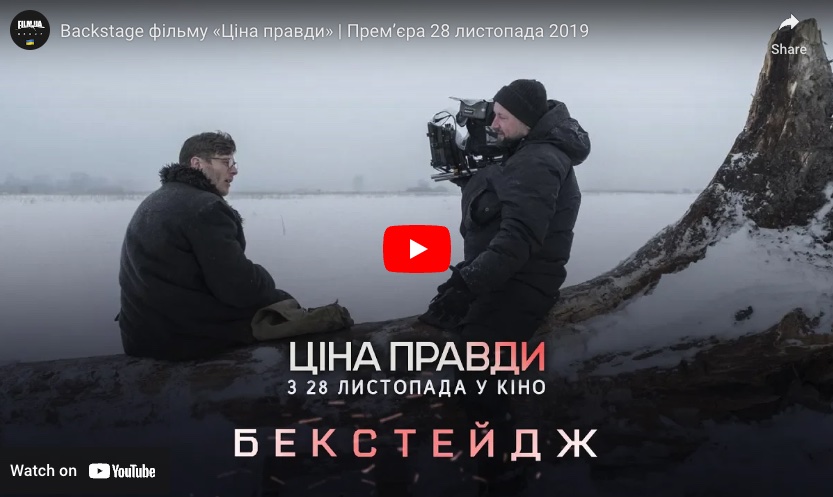 Backstage фільму «Ціна правди» | Прем’єра 28 листопада 2019
Share
ЦІНА ПРАВДИ
З 28 ЛИСТОПАДА У КІНО
БЕКСТЕЙДЖ
Watch on YouTube